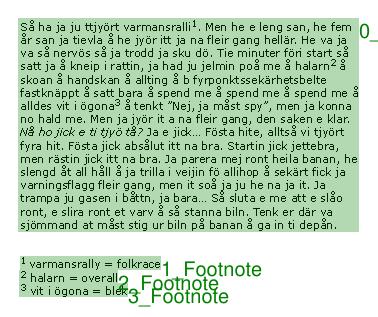 Så ha ja ju ttjyört varmansralli¹. Men he e leng san, he fem
år san ja tievla å he jyör itt ja na fleir gang hellär. He va ja
va så nervös så ja trodd ja sku dö. Tie minuter föri start så
satt ja å kneip i rattin, ja had ju jelmin poå me å halarn² å
skoan å handskan å allting å b fyrponktssekärhetsbelte
fastknäppt å satt bara å spend me å spend me å spend me å
alldes vit i ögona³ å tenkt ”Nej, ja måst spy”, men ja konna
no hald me. Men ja jyör it a na fleir gang, den saken e klar.
Nå ho jick e ti tjyö tå? Ja e jick... Fösta hite, alltså vi tjyört
fyra hit. Fösta jick absålut itt na bra. Startin jick jettebra,
men rästin jick itt na bra. Ja parera mej ront heila banan, he
slengd åt all håll å ja trilla i veijin fö allihop å sekärt fick ja
varningsflagg fleir gang, men it soå ja ju he na ja it. Ja
trampa ju gasen i båttn, ja bara... Så sluta e me att e slåo
ront, e slira ront et varv å så stanna biln. Tenk er där va
sjömmand at måst stig ur biln på banan å ga in ti depån.
0_
¹ varmansrally = folkrace
1_Footnote
² halarn = overall
2_Footnote
³ vit i ögona = blek
3_Footnote